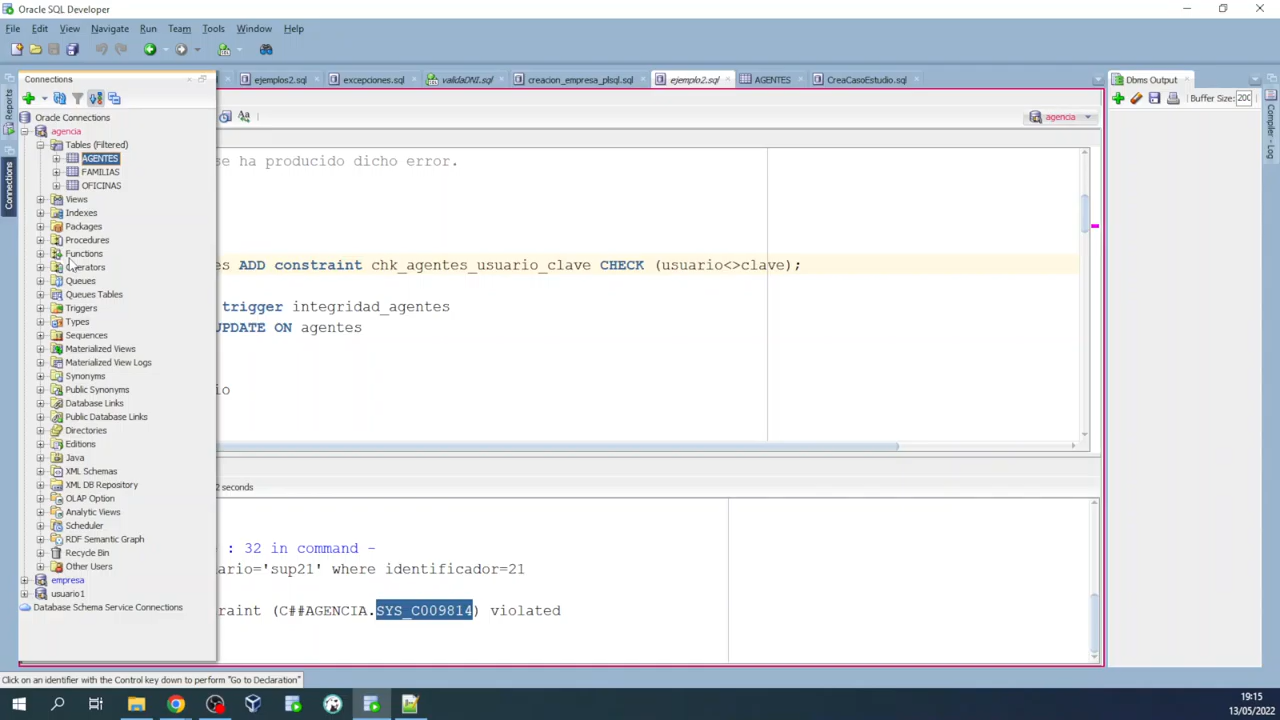 Oracle SQL Developer
File Edit View Navigate Run Team Tools Window Help
Connections
ejemplos2.sql
excepciones.sql
validaDNI.sql
creacion_empresa_plsql.sql
ejemplo2.sql
AGENTES
CreaCasoEstudio.sql
Dbms Output
Buffer Size:
Reports
Connections
Compiler - Log
Oracle Connections
agencia
Tables (Filtered)
AGENTES
FAMILIAS
OFICINAS
Views
Indexes
Packages
Procedures
Functions
Operators
Queues
Queues Tables
Triggers
Types
Sequences
Materialized Views
Materialized View Logs
Synonyms
Public Synonyms
Database Links
Public Database Links
Directories
Editions
Java
XML Schemas
XML DB Repository
OLAP Option
Analytic Views
Scheduler
RDF Semantic Graph
Recycle Bin
Other Users
empresa
usuario1
Database Schema Service Connections
agencia
se ha producido dicho error.
es ADD constraint chk_agentes_usuario_clave CHECK (usuario<>clave);
trigger integridad_agentes
UPDATE ON agentes
io
2 seconds
: 32 in command -
ario='sup21' where identificador=21
raint (C##AGENCIA.SYS_C009814) violated
Click on an identifier with the Control key down to perform "Go to Declaration"
19:15
13/05/2022